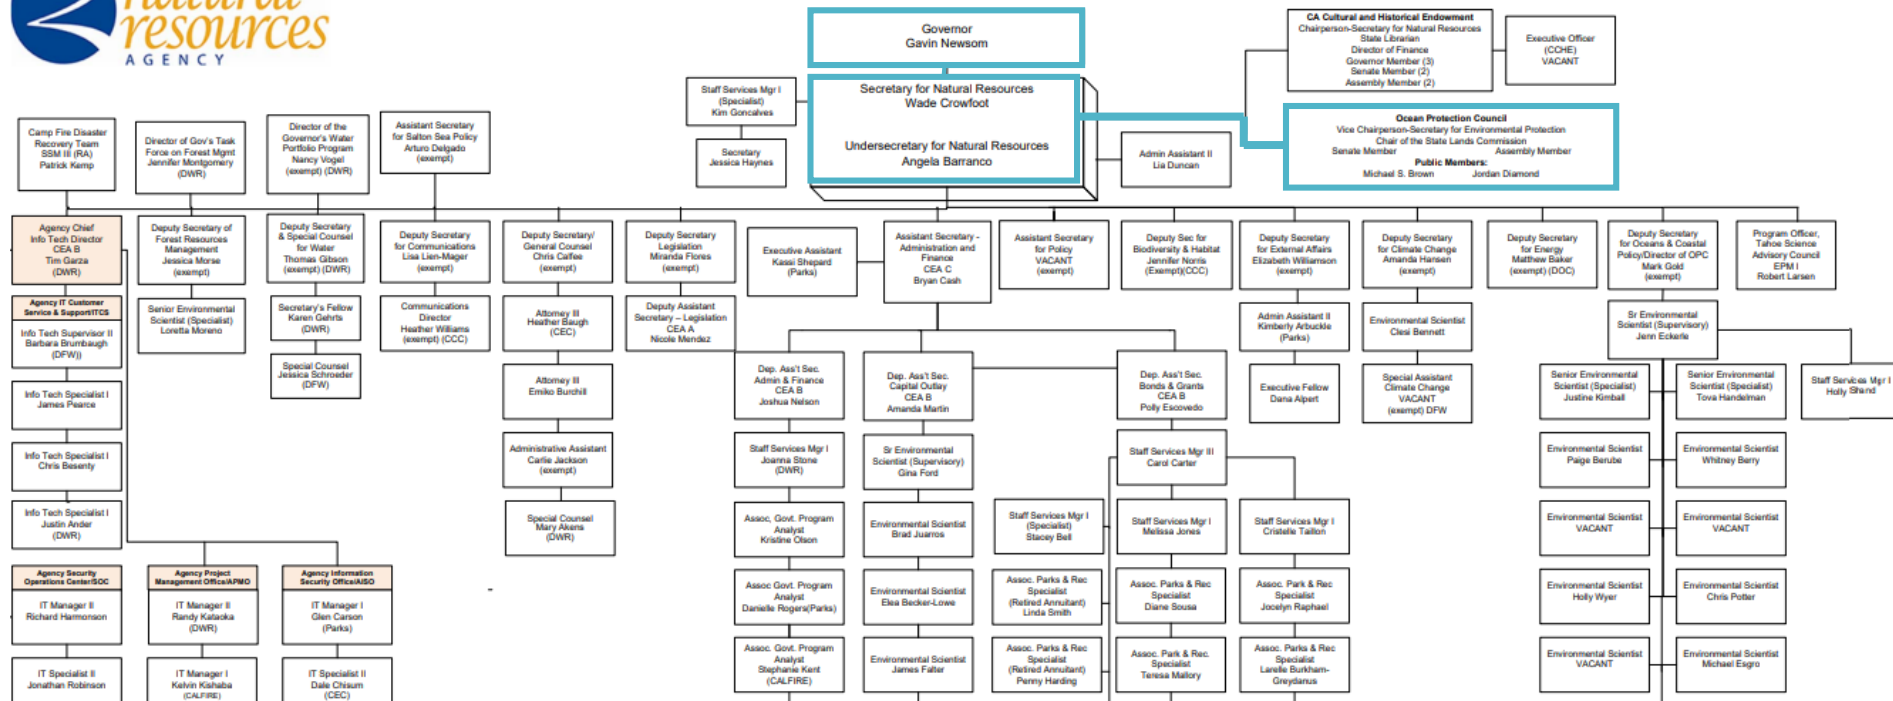 natural
resources
AGENCY
Governor
Gavin Newsom
Secretary for Natural Resources
Wade Crowfoot
Undersecretary for Natural Resources
Angela Barranco
CA Cultural and Historical Endowment
Chairperson-Secretary for Natural Resources
State Librarian
Director of Finance
Governor Member (3)
Senate Member (2)
Assembly Member (2)
Executive Officer
(CCHE)
VACANT
Staff Services Mgr I
(Specialist)
Kim Goncalves
Secretary
Jessica Haynes
Admin Assistant II
Lia Duncan
Ocean Protection Council
Vice Chairperson-Secretary for Environmental Protection
Chair of the State Lands Commission
Senate Member Assembly Member
Public Members:
Michael S. Brown Jordan Diamond
Camp Fire Disaster
Recovery Team
SSM III (RA)
Patrick Kemp
Director of Gov's Task
Force on Forest Mgmt
Jennifer Montgomery
(DWR)
Director of the
Governor's Water
Portfolio Program
Nancy Vogel
(exempt) (DWR)
Assistant Secretary
for Salton Sea Policy
Arturo Delgado
(exempt)
Agency Chief
Info Tech Director
CEA B
Tim Garza
(DWR)
Deputy Secretary of
Forest Resources
Management
Jessica Morse
(exempt)
Deputy Secretary
& Special Counsel
for Water
Thomas Gibson
(exempt) (DWR)
Deputy Secretary
for Communications
Lisa Lien-Mager
(exempt)
Deputy Secretary/
General Counsel
Chris Calfee
(exempt)
Deputy Secretary
Legislation
Miranda Flores
(exempt)
Executive Assistant
Kassi Shepard
(Parks)
Assistant Secretary -
Administration and
Finance
CEA C
Bryan Cash
Assistant Secretary
for Policy
VACANT
(exempt)
Deputy Sec for
Biodiversity & Habitat
Jennifer Norris
(Exempt)(CCC)
Deputy Secretary
for External Affairs
Elizabeth Williamson
(exempt)
Deputy Secretary
for Climate Change
Amanda Hansen
(exempt)
Deputy Secretary
for Energy
Matthew Baker
(exempt) (DOC)
Deputy Secretary
for Oceans & Coastal
Policy/Director of OPC
Mark Gold
(exempt)
Program Officer,
Tahoe Science
Advisory Council
EPM I
Robert Larsen
Agency IT Customer
Service & Support/ITCS
Info Tech Supervisor II
Barbara Brumbaugh
(DFW))
Info Tech Specialist I
James Pearce
Info Tech Specialist I
Chris Besenty
Info Tech Specialist I
Justin Ander
(DWR)
Senior Environmental
Scientist (Specialist)
Loretta Moreno
Secretary's Fellow
Karen Gehrts
(DWR)
Special Counsel
Jessica Schroeder
(DFW)
Communications
Director
Heather Williams
(exempt) (CCC)
Attorney III
Heather Baugh
(CEC)
Attorney III
Emiko Burchill
Administrative Assistant
Carlie Jackson
(exempt)
Special Counsel
Mary Akens
(DWR)
Deputy Assistant
Secretary – Legislation
CEA A
Nicole Mendez
Dep. Ass't Sec.
Admin & Finance
CEA B
Joshua Nelson
Dep. Ass't Sec.
Capital Outlay
CEA B
Amanda Martin
Dep. Ass't Sec.
Bonds & Grants
CEA B
Polly Escovedo
Staff Services Mgr I
Joanna Stone
(DWR)
Assoc, Govt. Program
Analyst
Kristine Olson
Assoc Govt. Program
Analyst
Danielle Rogers(Parks)
Assoc. Govt. Program
Analyst
Stephanie Kent
(CALFIRE)
Sr Environmental
Scientist (Supervisory)
Gina Ford
Environmental Scientist
Brad Juarros
Environmental Scientist
Elea Becker-Lowe
Environmental Scientist
James Falter
Staff Services Mgr III
Carol Carter
Staff Services Mgr I
(Specialist)
Stacey Bell
Staff Services Mgr I
Melissa Jones
Staff Services Mgr I
Cristelle Taillon
Assoc. Parks & Rec
Specialist
(Retired Annuitant)
Linda Smith
Assoc. Parks & Rec
Specialist
Diane Sousa
Assoc. Park & Rec
Specialist
Jocelyn Raphael
Assoc. Parks & Rec
Specialist
(Retired Annuitant)
Penny Harding
Assoc. Park & Rec.
Specialist
Teresa Mallory
Assoc. Parks & Rec
Specialist
Larelle Burkham-
Greydanus
Admin Assistant II
Kimberly Arbuckle
(Parks)
Executive Fellow
Dana Alpert
Environmental Scientist
Clesi Bennett
Special Assistant
Climate Change
VACANT
(exempt) DFW
Sr Environmental
Scientist (Supervisory)
Jenn Eckerle
Senior Environmental
Scientist (Specialist)
Justine Kimball
Senior Environmental
Scientist (Specialist)
Tova Handelman
Staff Services Mgr I
Holly Shand
Environmental Scientist
Paige Berube
Environmental Scientist
Whitney Berry
Environmental Scientist
VACANT
Environmental Scientist
VACANT
Environmental Scientist
Holly Wyer
Environmental Scientist
Chris Potter
Environmental Scientist
VACANT
Environmental Scientist
Michael Esgro
Agency Security
Operations Center/SOC
IT Manager II
Richard Harmonson
IT Specialist II
Jonathan Robinson
Agency Project
Management Office/APMO
IT Manager II
Randy Kataoka
(DWR)
IT Manager I
Kelvin Kishaba
(CALFIRE)
Agency Information
Security Office/AISO
IT Manager I
Glen Carson
(Parks)
IT Specialist II
Dale Chisum
(CEC)